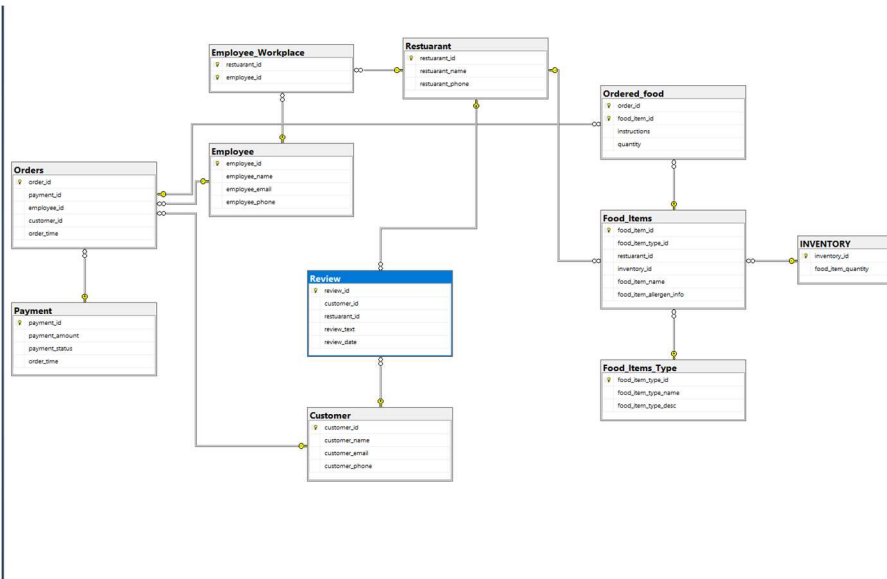 Employee_Workplace
restuarant_id
employee_id
Restuarant
restuarant_id
restuarant_name
restuarant_phone
Ordered_food
order_id
food_item_id
instructions
quantity
Orders
order_id
payment_id
employee_id
customer_id
order_time
Employee
employee_id
employee_name
employee_email
employee_phone
Food_Items
food_item_id
food_item_type_id
restuarant_id
inventory_id
food_item_name
food_item_allergen_info
INVENTORY
inventory_id
food_item_quantity
Review
review_id
customer_id
restuarant_id
review_text
review_date
Payment
payment_id
payment_amount
payment_status
order_time
Food_Items_Type
food_item_type_id
food_item_type_name
food_item_type_desc
Customer
customer_id
customer_name
customer_email
customer_phone